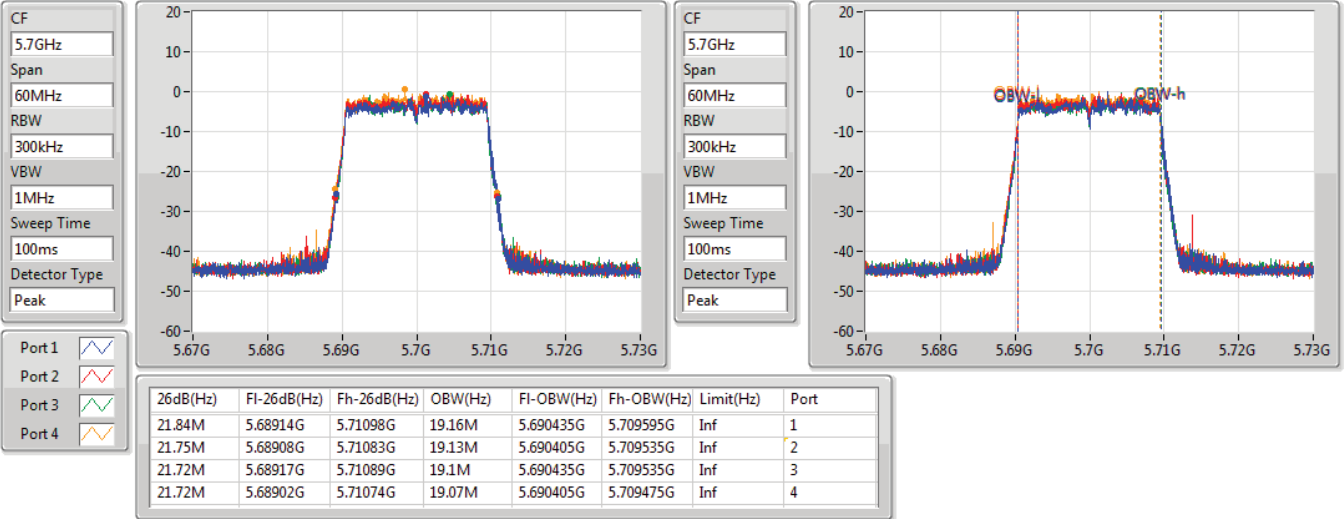 CF
5.7GHz
Span
60MHz
RBW
300kHz
VBW
1MHz
Sweep Time
100ms
Detector Type
Peak
20
10
0
-10
-20
-30
-40
-50
-60
5.67G 5.68G 5.69G 5.7G 5.71G 5.72G 5.73G
CF
5.7GHz
Span
60MHz
RBW
300kHz
VBW
1MHz
Sweep Time
100ms
Detector Type
Peak
20
10
0
-10
-20
-30
-40
-50
-60
OBW-l OBW-h
5.67G 5.68G 5.69G 5.7G 5.71G 5.72G 5.73G
Port 1
Port 2
Port 3
Port 4
26dB(Hz) Fl-26dB(Hz) Fh-26dB(Hz) OBW(Hz) Fl-OBW(Hz) Fh-OBW(Hz) Limit(Hz) Port
21.84M 5.68914G 5.71098G 19.16M 5.690435G 5.709595G Inf 1
21.75M 5.68908G 5.71083G 19.13M 5.690405G 5.709535G Inf 2
21.72M 5.68917G 5.71089G 19.1M 5.690435G 5.709535G Inf 3
21.72M 5.68902G 5.71074G 19.07M 5.690405G 5.709475G Inf 4